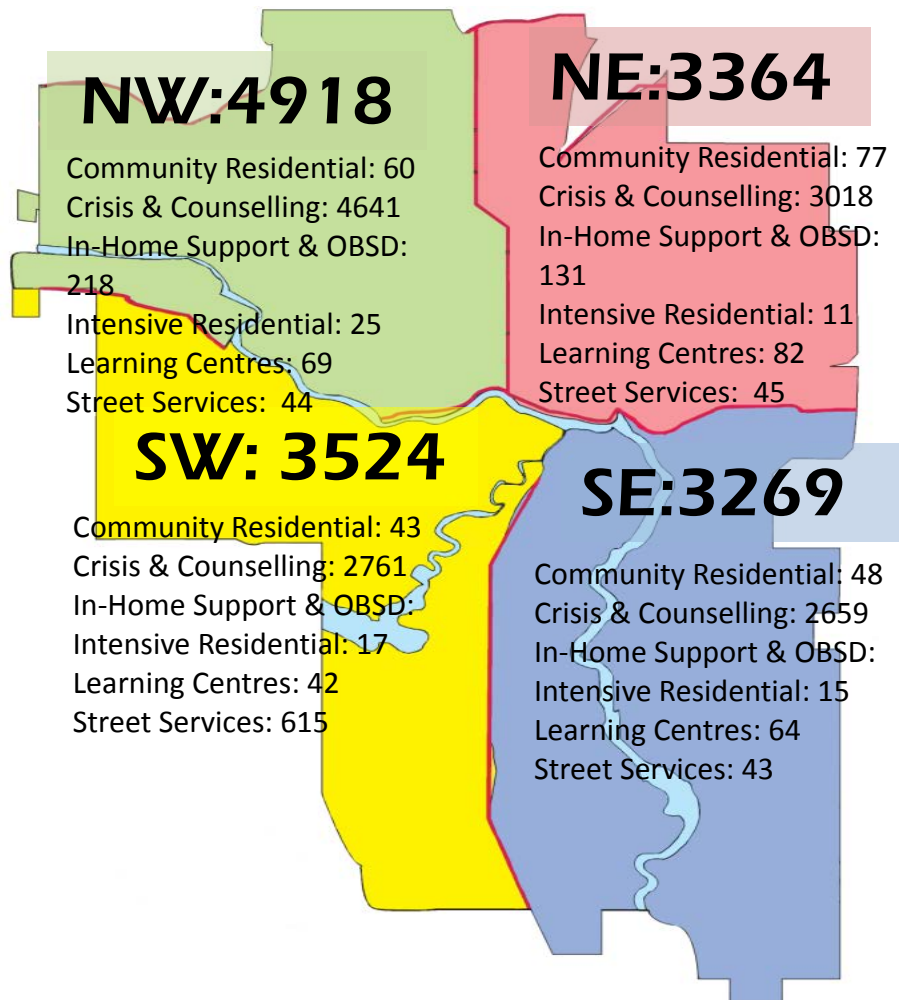 NW:4918
Community Residential: 60
Crisis & Counselling: 4641
In-Home Support & OBSD:
218
Intensive Residential: 25
Learning Centres: 69
Street Services: 44
NE:3364
Community Residential: 77
Crisis & Counselling: 3018
In-Home Support & OBSD:
131
Intensive Residential: 11
Learning Centres: 82
Street Services: 45
SW: 3524
Community Residential: 43
Crisis & Counselling: 2761
In-Home Support & OBSD:
Intensive Residential: 17
Learning Centres: 42
Street Services: 615
SE:3269
Community Residential: 48
Crisis & Counselling: 2659
In-Home Support & OBSD:
Intensive Residential: 15
Learning Centres: 64
Street Services: 43